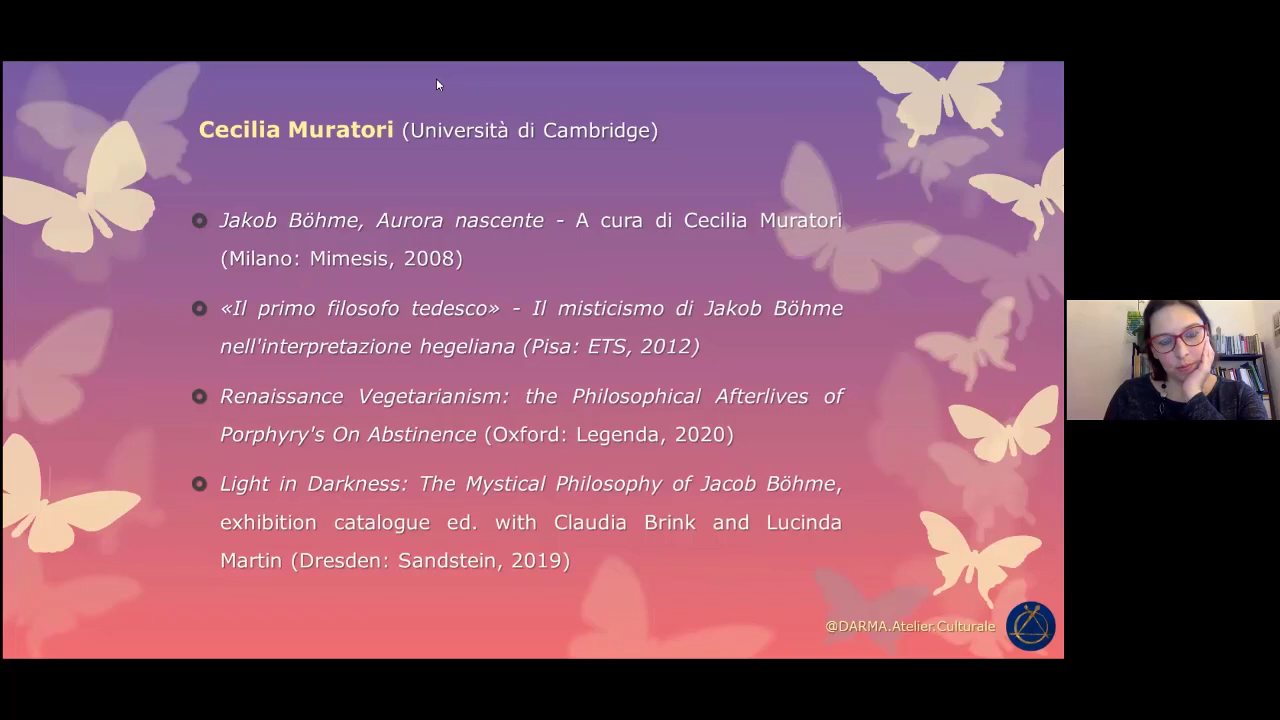 Cecilia Muratori (Università di Cambridge)
Jakob Böhme, Aurora nascente - A cura di Cecilia Muratori
(Milano: Mimesis, 2008)
«Il primo filosofo tedesco» - Il misticismo di Jakob Böhme
nell'interpretazione hegeliana (Pisa: ETS, 2012)
Renaissance Vegetarianism: the Philosophical Afterlives of
Porphyry's On Abstinence (Oxford: Legenda, 2020)
Light in Darkness: The Mystical Philosophy of Jacob Böhme,
exhibition catalogue ed. with Claudia Brink and Lucinda
Martin (Dresden: Sandstein, 2019)
@DARMA.Atelier.Culturale